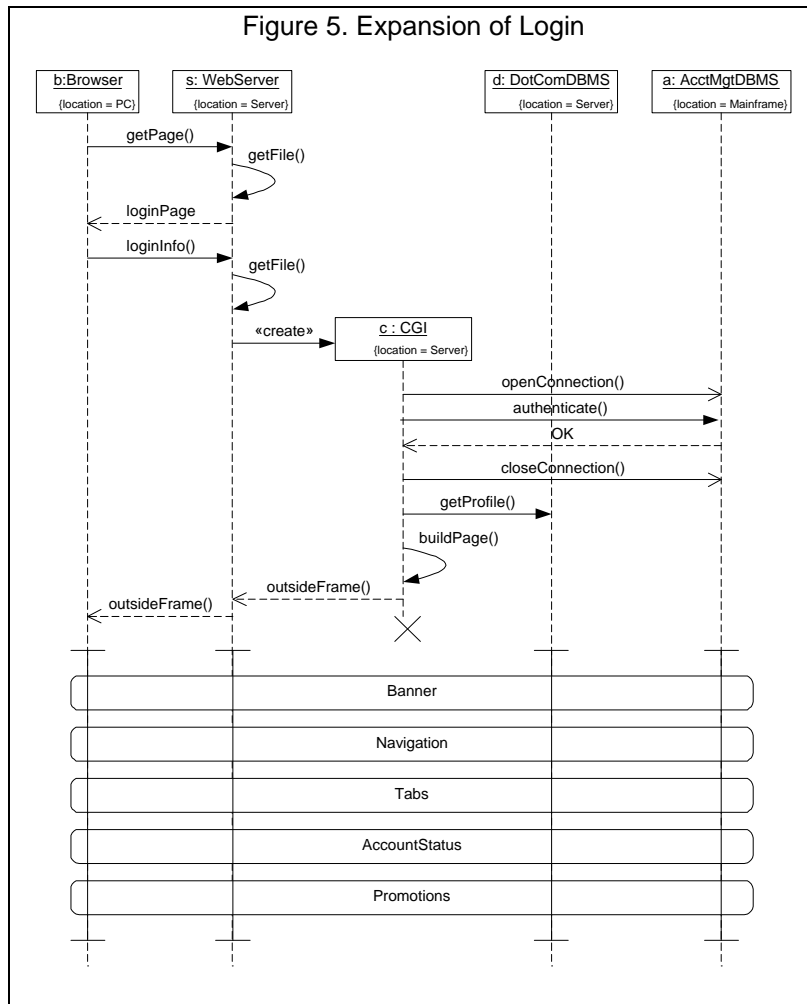 Figure 5. Expansion of Login
b:Browser
{location = PC}
s: WebServer
{location = Server}
d: DotComDBMS
{location = Server}
a: AcctMgtDBMS
{location = Mainframe}
getPage()
getFile()
loginPage
loginInfo()
getFile()
«create»
c : CGI
{location = Server}
openConnection()
authenticate()
OK
closeConnection()
getProfile()
buildPage()
outsideFrame()
outsideFrame()
Banner
Navigation
Tabs
AccountStatus
Promotions